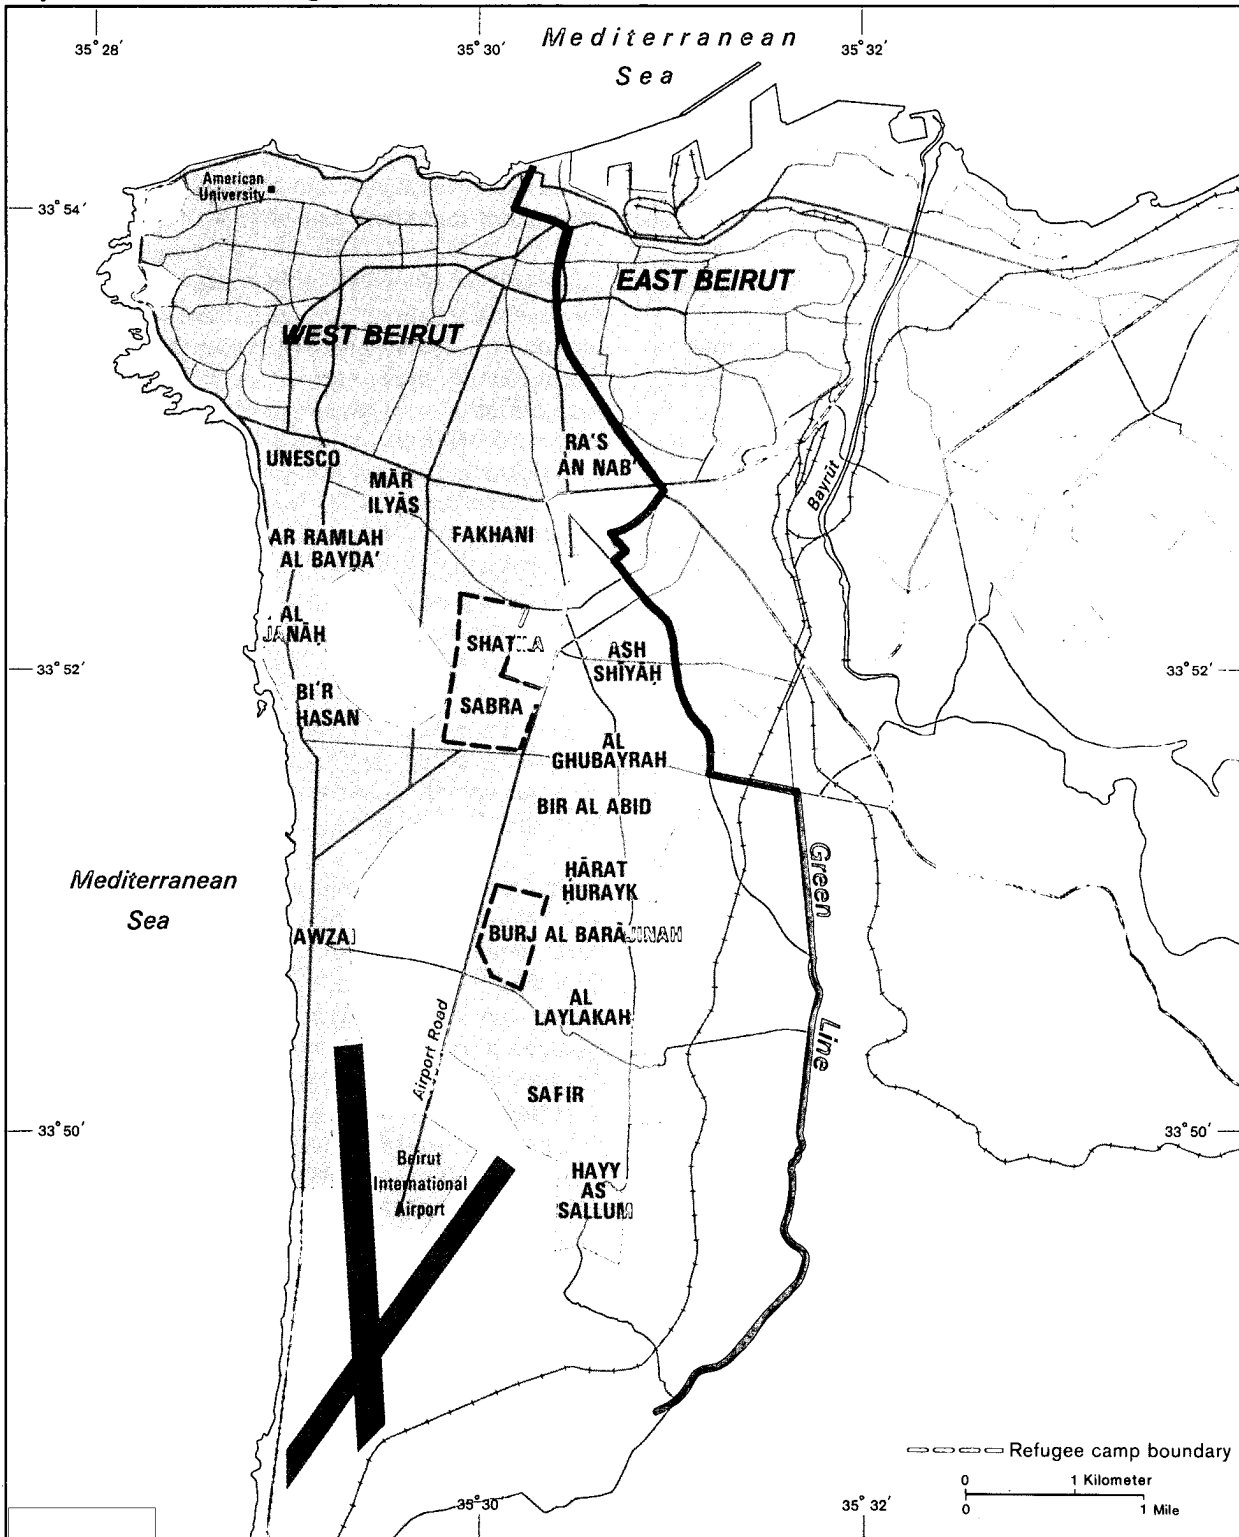 35°28′
35°30′
Mediterranean
Sea
35°32′
American
University
33°54′
EAST BEIRUT
WEST BEIRUT
RA'S
AN NAB'
UNESCO
MĀR
ILYĀS
Bayrūt
AR RAMLAH
AL BAYDA'
FAKHANI
AL
JANĀḤ
SHATILA
ASH
SHĪYĀḤ
33°52′
33°52′
BI'R
HASAN
SABRA
AL
GHUBAYRAH
BIR AL ABID
Green
Line
ḤĀRAT
ḤURAYK
Mediterranean
Sea
AWZAI
BURJ AL BARĀJINAH
AL
LAYLAKAH
Airport Road
SAFIR
33°50′
33°50′
Beirut
International
Airport
HAYY
AS
SALLUM
Refugee camp boundary
0 1 Kilometer
0 1 Mile
35°30′
35°32′